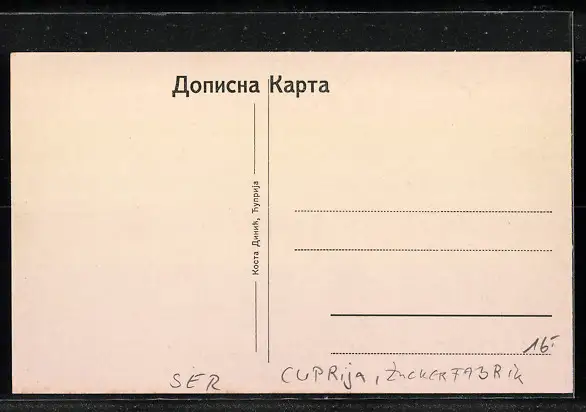 Дописна Карта
Коста Динић, Ћуприја
16.-
SER
CUPRija, ZUCKERFABRIK